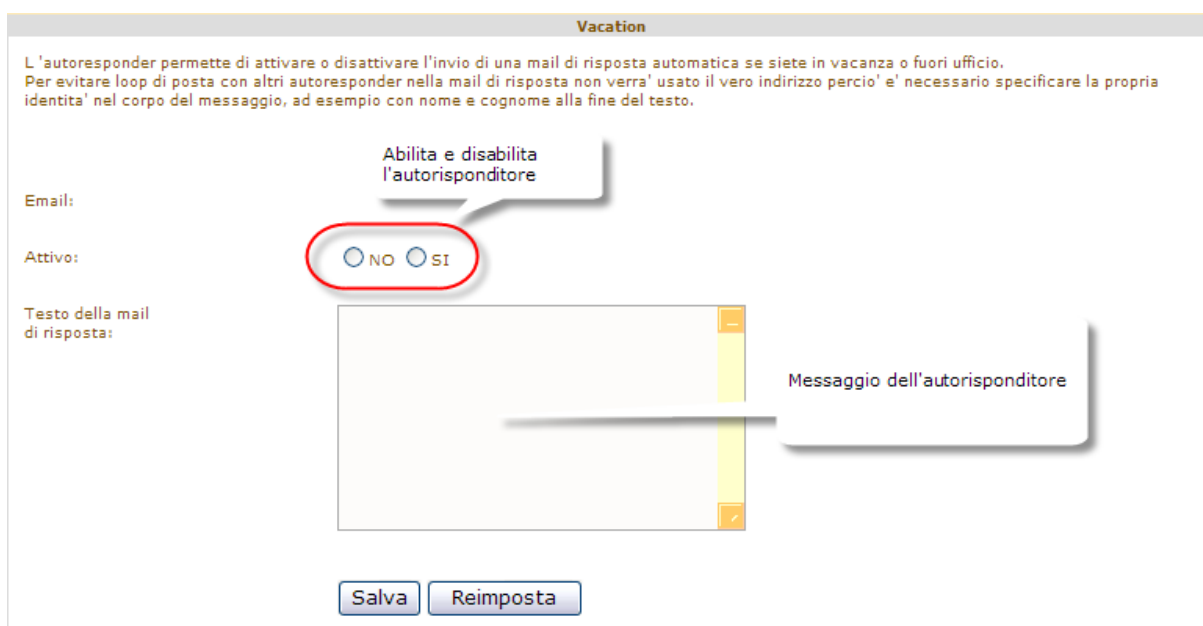 Vacation
L 'autoresponder permette di attivare o disattivare l'invio di una mail di risposta automatica se siete in vacanza o fuori ufficio.
Per evitare loop di posta con altri autoresponder nella mail di risposta non verra' usato il vero indirizzo percio' e' necessario specificare la propria
identita' nel corpo del messaggio, ad esempio con nome e cognome alla fine del testo.
Abilita e disabilita
l'autorisponditore
Email:
Attivo:
NO SI
Testo della mail
di risposta:
Messaggio dell'autorisponditore
Salva Reimposta